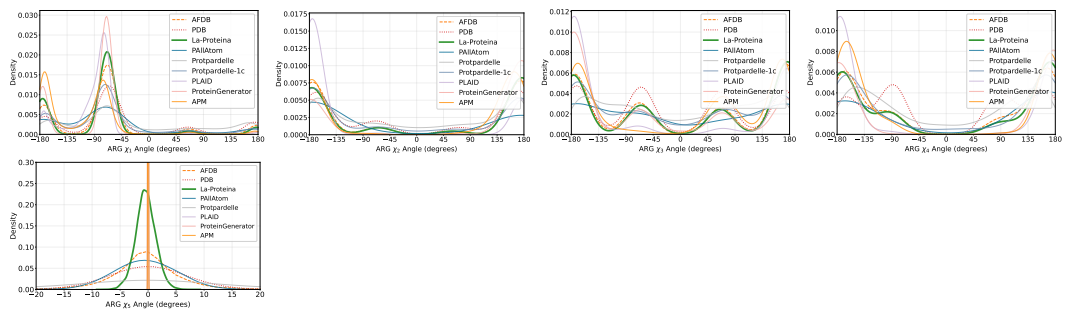 0.030
0.025
0.020
0.015
0.010
0.005
0.000
Density
−180 −135 −90 −45 0 45 90 135 180
ARG χ1 Angle (degrees)
AFDB
PDB
La-Proteina
PAllAtom
Protpardelle
Protpardelle-1c
PLAID
ProteinGenerator
APM
0.0175
0.0150
0.0125
0.0100
0.0075
0.0050
0.0025
0.0000
Density
−180 −135 −90 −45 0 45 90 135 180
ARG χ2 Angle (degrees)
AFDB
PDB
La-Proteina
PAllAtom
Protpardelle
Protpardelle-1c
PLAID
ProteinGenerator
APM
0.012
0.010
0.008
0.006
0.004
0.002
0.000
Density
−180 −135 −90 −45 0 45 90 135 180
ARG χ3 Angle (degrees)
AFDB
PDB
La-Proteina
PAllAtom
Protpardelle
Protpardelle-1c
PLAID
ProteinGenerator
APM
0.012
0.010
0.008
0.006
0.004
0.002
0.000
Density
−180 −135 −90 −45 0 45 90 135 180
ARG χ4 Angle (degrees)
AFDB
PDB
La-Proteina
PAllAtom
Protpardelle
Protpardelle-1c
PLAID
ProteinGenerator
APM
0.30
0.25
0.20
0.15
0.10
0.05
0.00
Density
−20 −15 −10 −5 0 5 10 15 20
ARG χ5 Angle (degrees)
AFDB
PDB
La-Proteina
PAllAtom
Protpardelle
PLAID
ProteinGenerator
APM